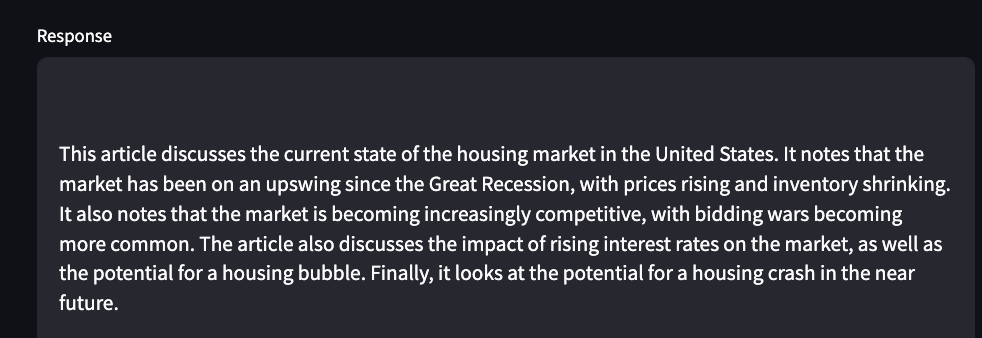 Response
This article discusses the current state of the housing market in the United States. It notes that the
market has been on an upswing since the Great Recession, with prices rising and inventory shrinking.
It also notes that the market is becoming increasingly competitive, with bidding wars becoming
more common. The article also discusses the impact of rising interest rates on the market, as well as
the potential for a housing bubble. Finally, it looks at the potential for a housing crash in the near
future.